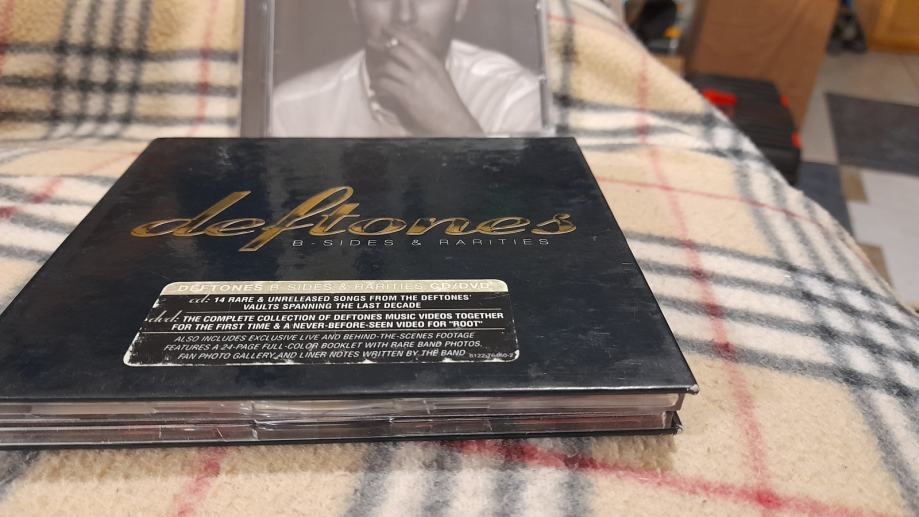 deftones
B-SIDES & RARITIES
DEFTONES B-SIDES & RARITIES CD/DVD
cd: 14 RARE & UNRELEASED SONGS FROM THE DEFTONES'
VAULTS SPANNING THE LAST DECADE
dvd: THE COMPLETE COLLECTION OF DEFTONES MUSIC VIDEOS TOGETHER
FOR THE FIRST TIME & A NEVER-BEFORE-SEEN VIDEO FOR "ROOT"
ALSO INCLUDES EXCLUSIVE LIVE AND BEHIND-THE-SCENES FOOTAGE
FEATURES A 24-PAGE FULL-COLOR BOOKLET WITH RARE BAND PHOTOS,
FAN PHOTO GALLERY AND LINER NOTES WRITTEN BY THE BAND